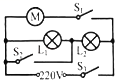 M S₁
S₂ L₁ L₂ S₃
220V